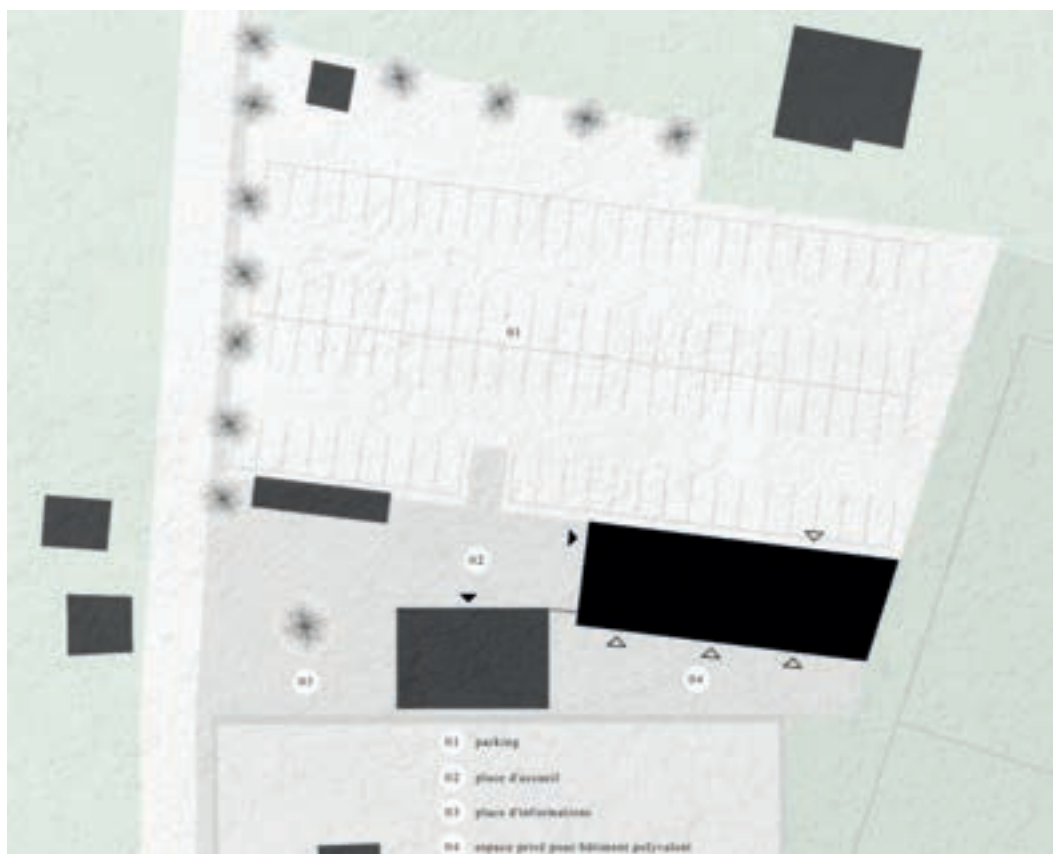 01
02
03
04
01 parking
02 place d'accueil
03 place d'informations
04 espace privé pour bâtiment polyvalent